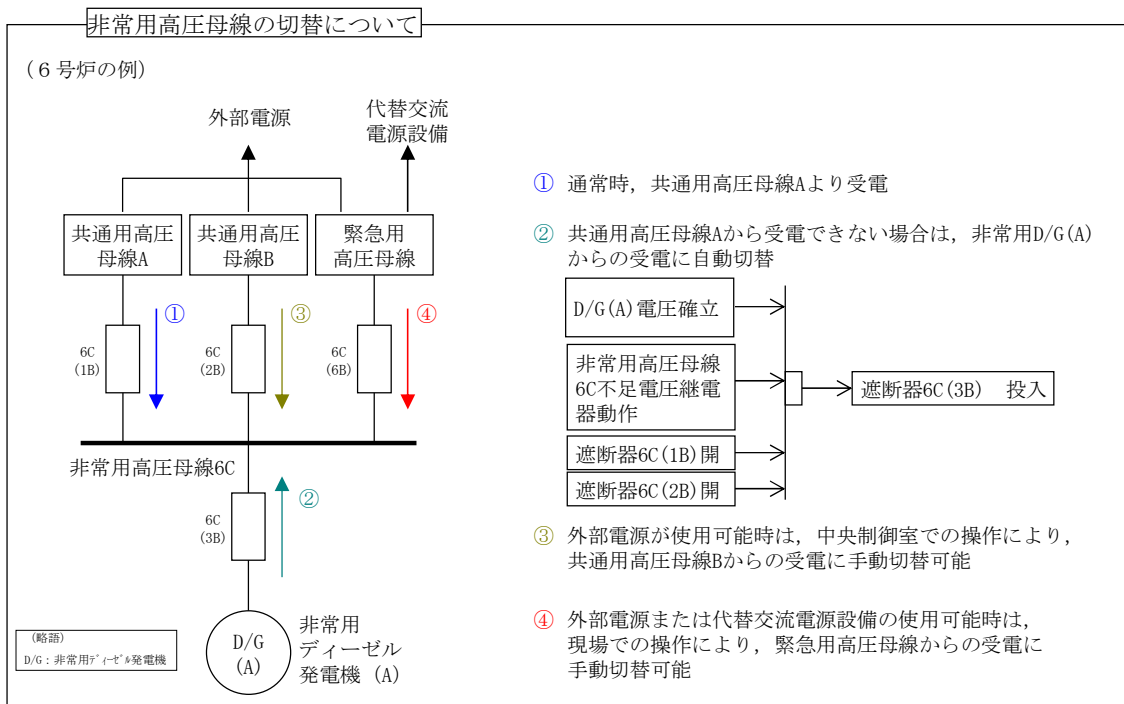 非常用高圧母線の切替について
(6号炉の例)
外部電源
代替交流
電源設備
共通用高圧
母線A
共通用高圧
母線B
緊急用
高圧母線
①
③
④
6C
(1B)
6C
(2B)
6C
(6B)
非常用高圧母線6C
6C
(3B)
②
D/G
(A)
非常用
ディーゼル
発電機 (A)
(略語)
D/G:非常用ディーゼル発電機
① 通常時,共通用高圧母線Aより受電
② 共通用高圧母線Aから受電できない場合は,非常用D/G(A)
からの受電に自動切替
D/G(A)電圧確立
非常用高圧母線
6C不足電圧継電
器動作
遮断器6C(1B)開
遮断器6C(2B)開
遮断器6C(3B) 投入
③ 外部電源が使用可能時は,中央制御室での操作により,
共通用高圧母線Bからの受電に手動切替可能
④ 外部電源または代替交流電源設備の使用可能時は,
現場での操作により,緊急用高圧母線からの受電に
手動切替可能